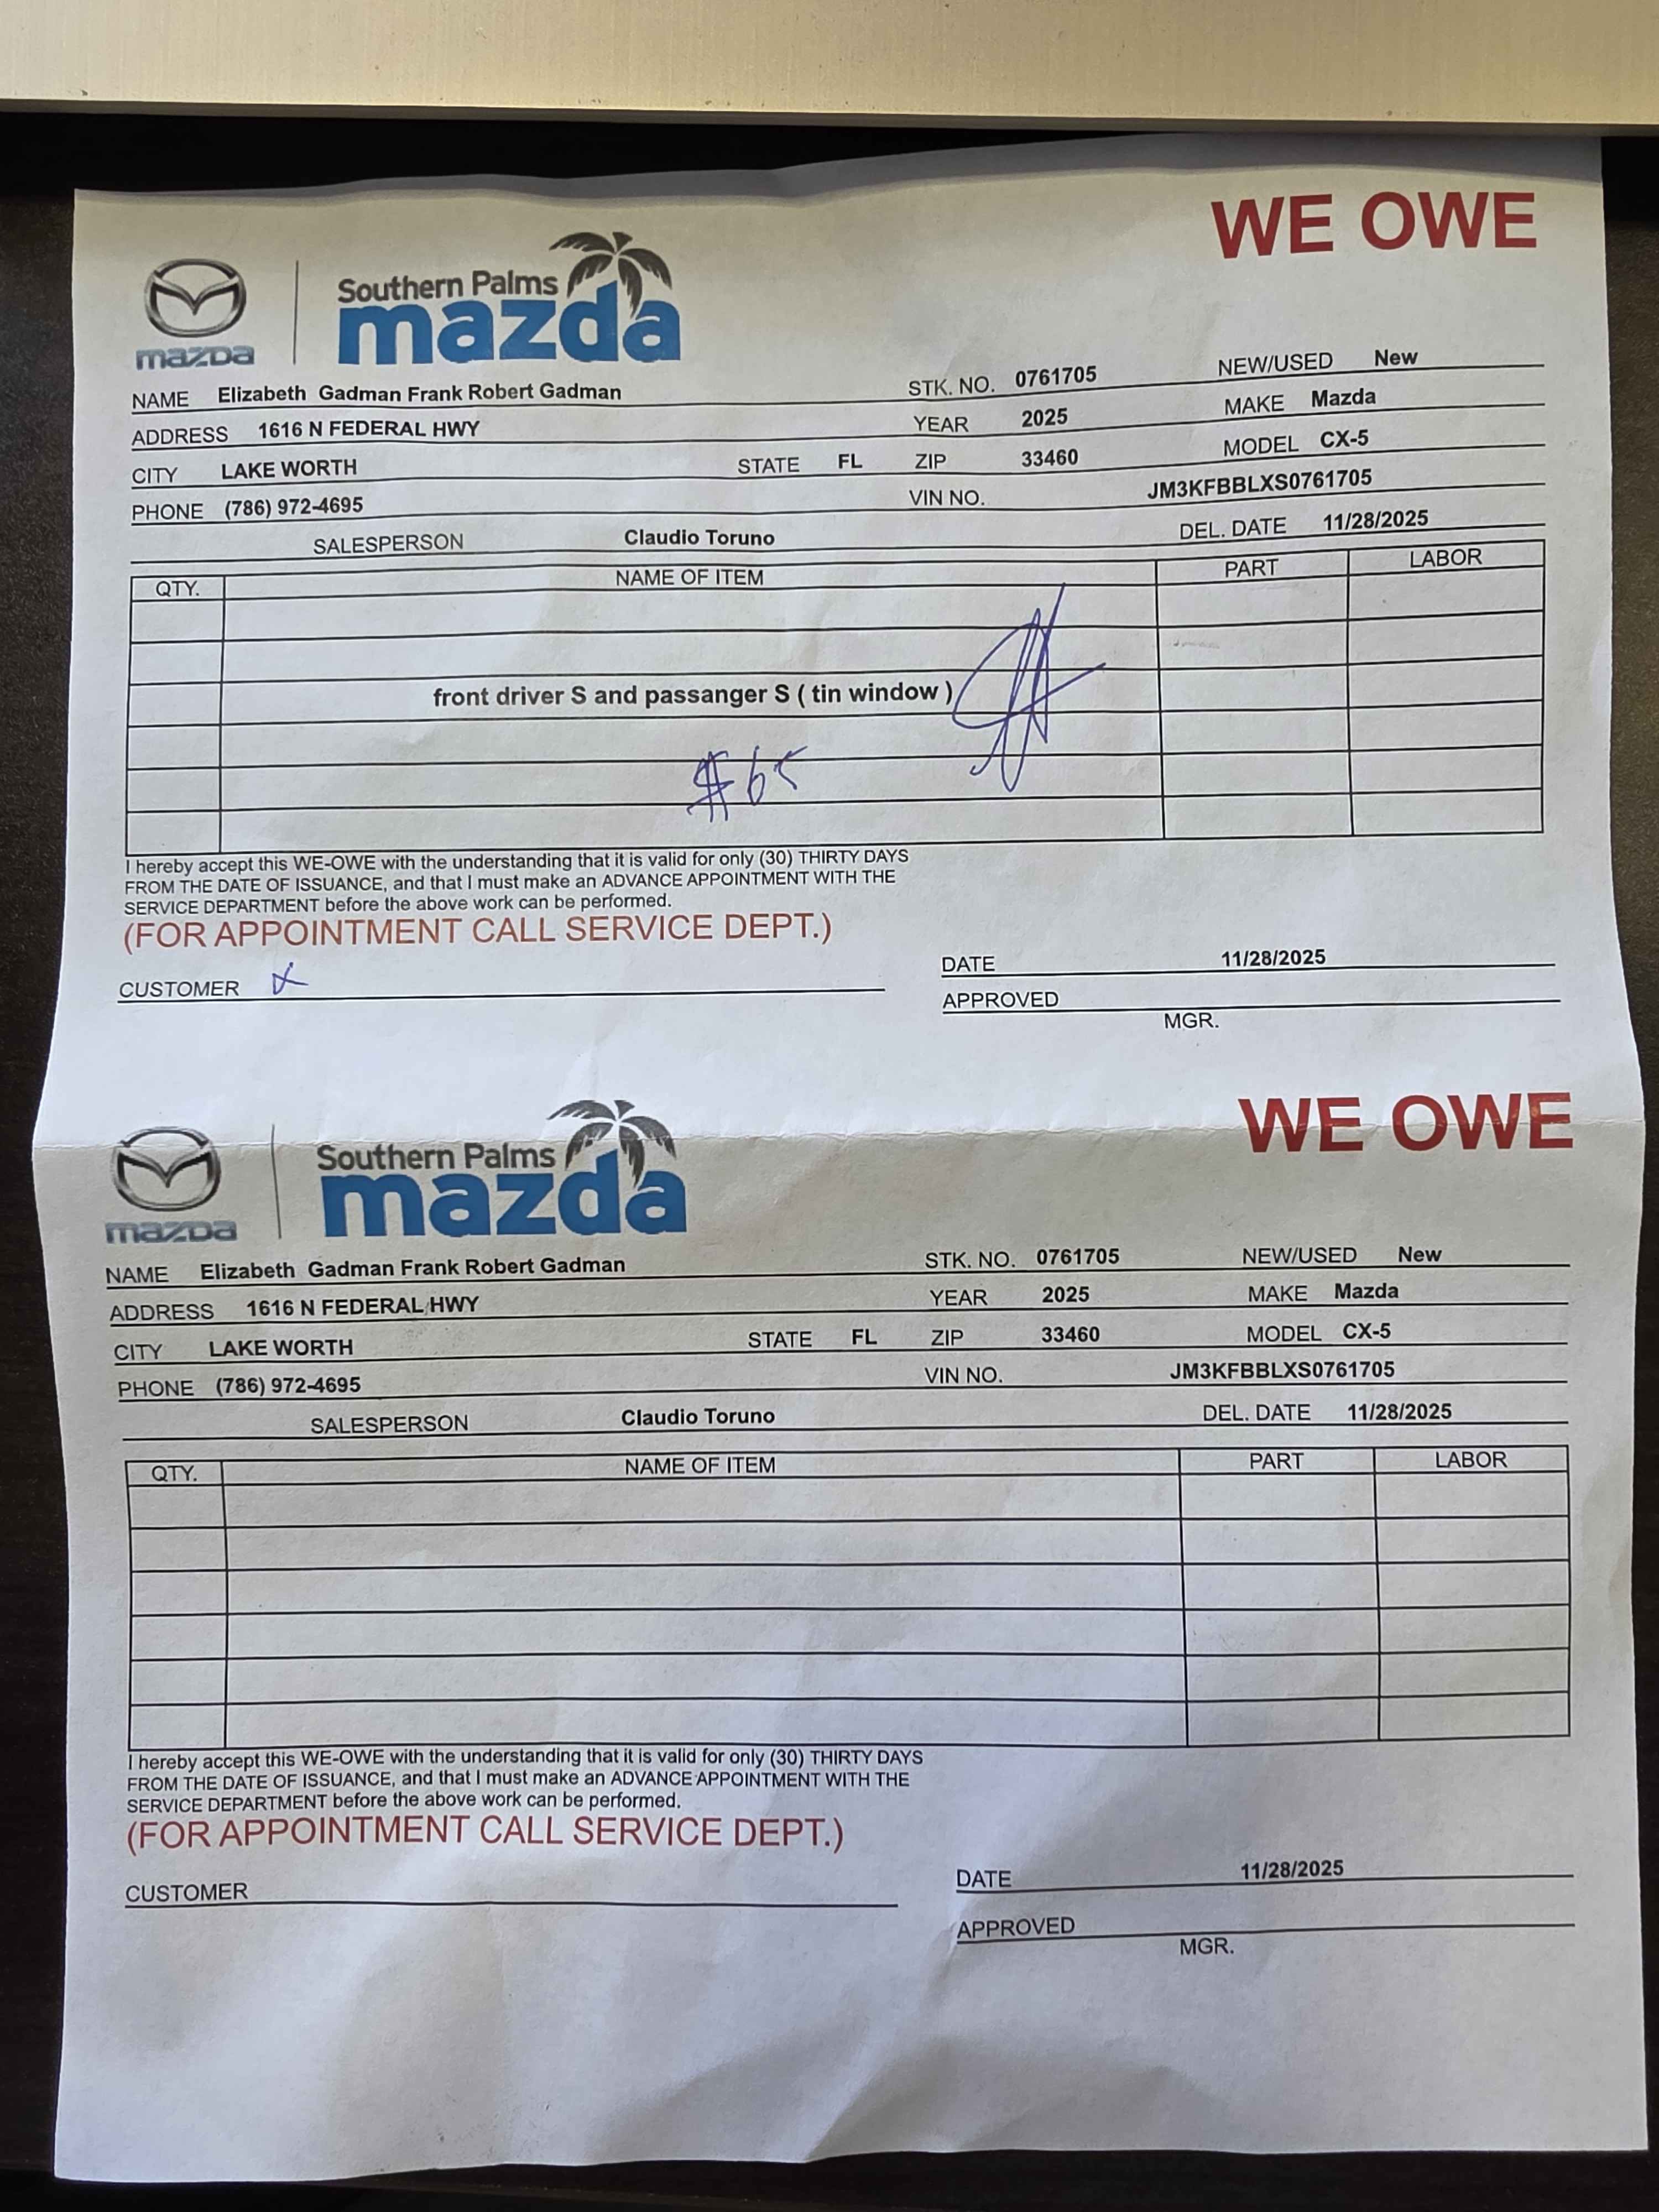 WE OWE
mazda
Southern Palms
mazda
NAME Elizabeth Gadman Frank Robert Gadman STK. NO. 0761705 NEW/USED New
ADDRESS 1616 N FEDERAL HWY YEAR 2025 MAKE Mazda
CITY LAKE WORTH STATE FL ZIP 33460 MODEL CX-5
PHONE (786) 972-4695 VIN NO. JM3KFBBLXS0761705
SALESPERSON Claudio Toruno DEL. DATE 11/28/2025
QTY. NAME OF ITEM PART LABOR
front driver S and passanger S ( tin window )
$65
I hereby accept this WE-OWE with the understanding that it is valid for only (30) THIRTY DAYS
FROM THE DATE OF ISSUANCE, and that I must make an ADVANCE APPOINTMENT WITH THE
SERVICE DEPARTMENT before the above work can be performed.
(FOR APPOINTMENT CALL SERVICE DEPT.)
CUSTOMER X DATE 11/28/2025
APPROVED
MGR.
WE OWE
mazda
Southern Palms
mazda
NAME Elizabeth Gadman Frank Robert Gadman STK. NO. 0761705 NEW/USED New
ADDRESS 1616 N FEDERAL HWY YEAR 2025 MAKE Mazda
CITY LAKE WORTH STATE FL ZIP 33460 MODEL CX-5
PHONE (786) 972-4695 VIN NO. JM3KFBBLXS0761705
SALESPERSON Claudio Toruno DEL. DATE 11/28/2025
QTY. NAME OF ITEM PART LABOR
I hereby accept this WE-OWE with the understanding that it is valid for only (30) THIRTY DAYS
FROM THE DATE OF ISSUANCE, and that I must make an ADVANCE APPOINTMENT WITH THE
SERVICE DEPARTMENT before the above work can be performed.
(FOR APPOINTMENT CALL SERVICE DEPT.)
CUSTOMER DATE 11/28/2025
APPROVED
MGR.